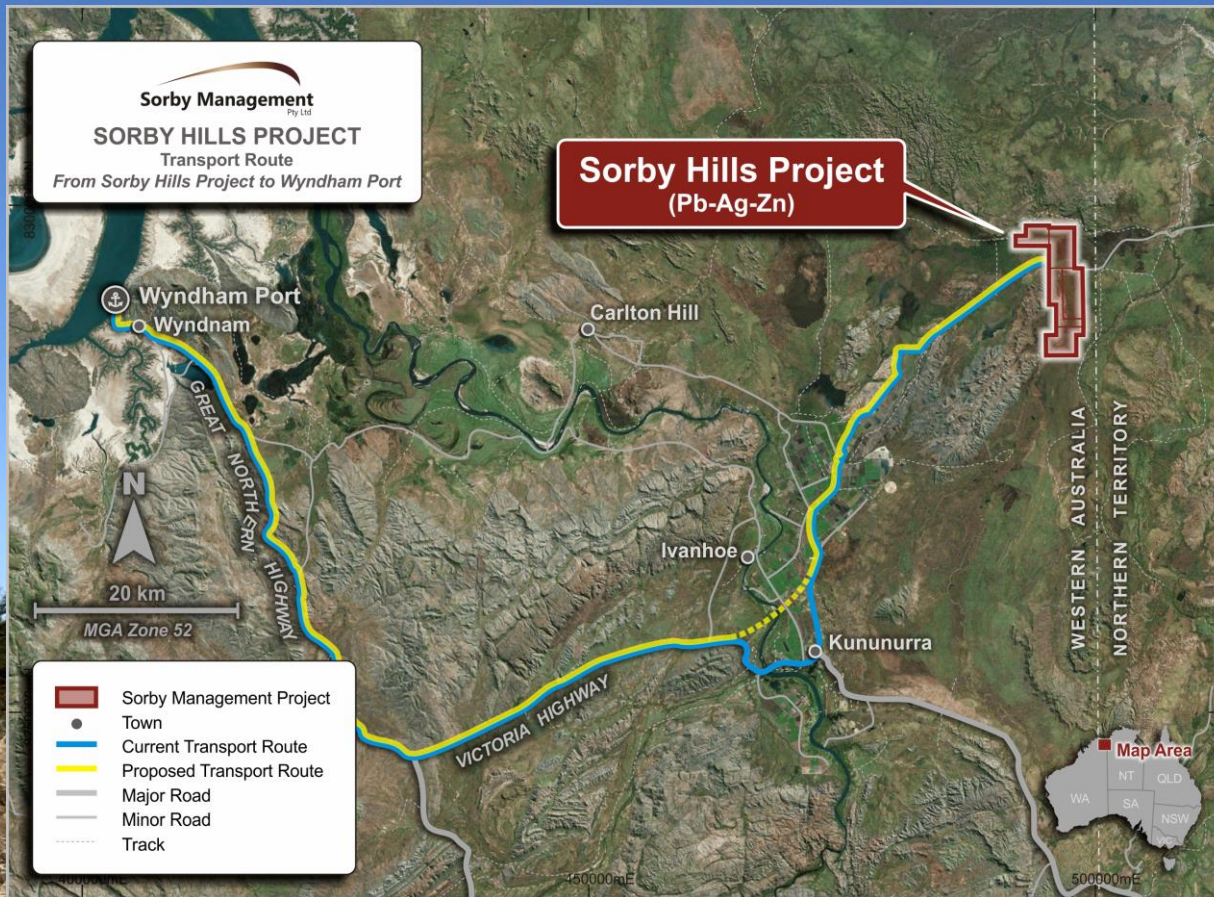 Sorby Management
Pty Ltd
SORBY HILLS PROJECT
Transport Route
From Sorby Hills Project to Wyndham Port
Sorby Hills Project
(Pb-Ag-Zn)
Wyndham Port
Wyndnam
Carlton Hill
GREAT NORTHERN HIGHWAY
N
20 km
MGA Zone 52
Ivanhoe
Kununurra
VICTORIA HIGHWAY
WESTERN AUSTRALIA
NORTHERN TERRITORY
Sorby Management Project
Town
Current Transport Route
Proposed Transport Route
Major Road
Minor Road
Track
Map Area
WA
NT
QLD
SA
NSW
450000mE
500000mE